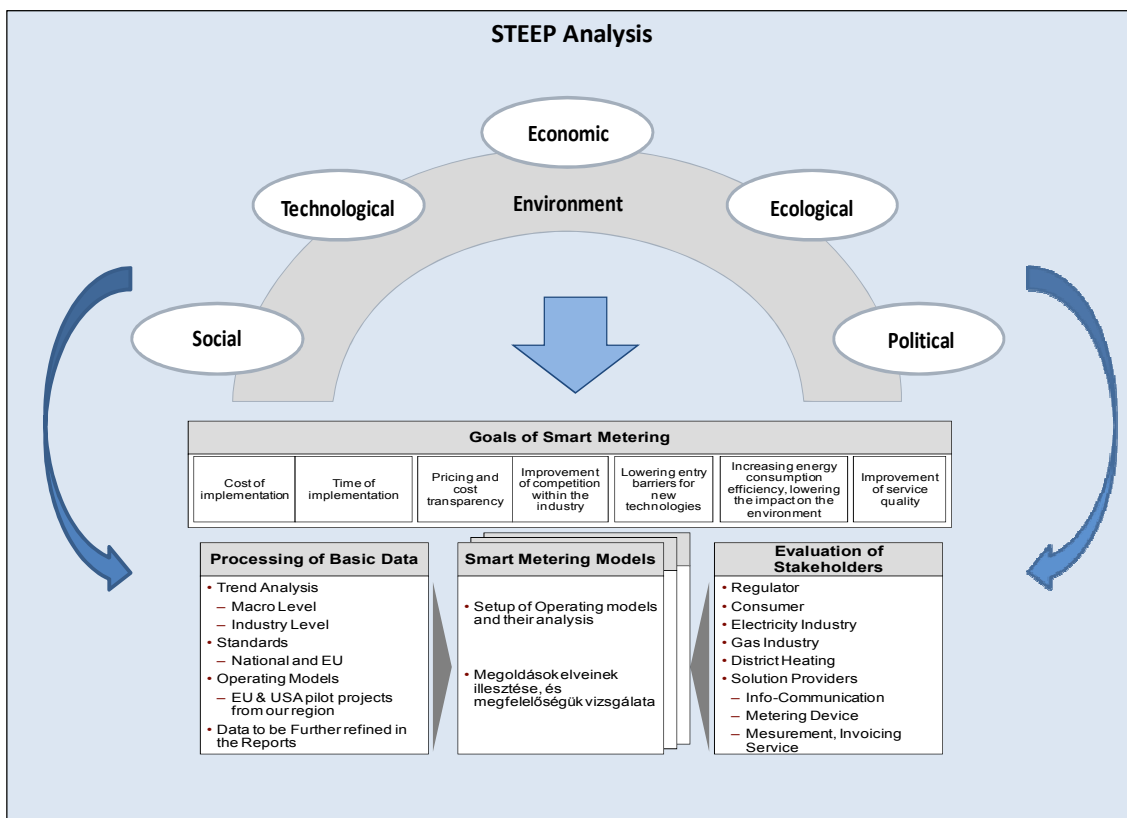 STEEP Analysis
Economic
Technological
Environment
Ecological
Social
Political
Goals of Smart Metering
Cost of
implementation
Time of
implementation
Pricing and
cost
transparency
Improvement
of competition
within the
industry
Lowering entry
barriers for
new
technologies
Increasing energy
consumption
efficiency, lowering
the impact on the
environment
Improvement
of service
quality
Processing of Basic Data
• Trend Analysis
– Macro Level
– Industry Level
• Standards
– National and EU
• Operating Models
– EU & USA pilot projects
from our region
• Data to be Further refined in
the Reports
Smart Metering Models
• Setup of Operating models
and their analysis
• Megoldások elveinek
illesztése, és
megfelelőségük vizsgálata
Evaluation of
Stakeholders
• Regulator
• Consumer
• Electricity Industry
• Gas Industry
• District Heating
• Solution Providers
– Info-Communication
– Metering Device
– Mesurement, Invoicing
Service